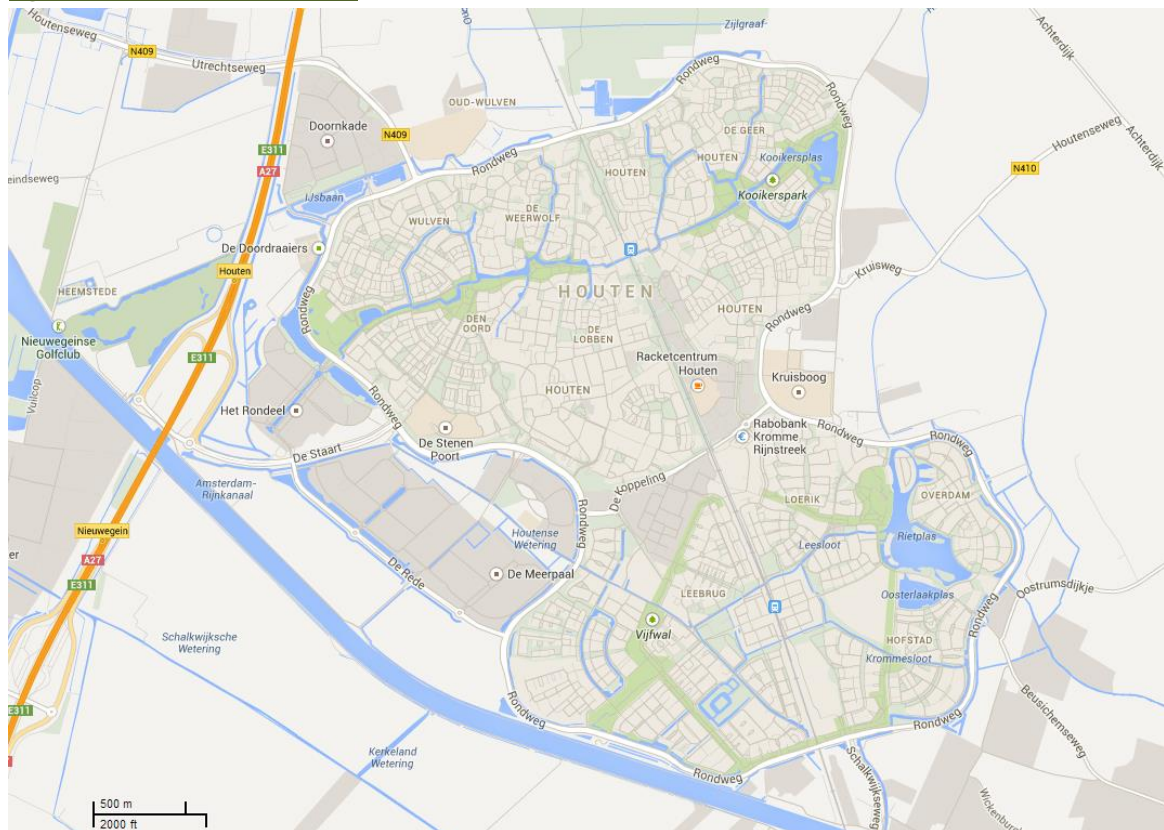 Houtenseweg
N409
Utrechtseweg
Zijlgraaf
Achterdijk
Rondweg
OUD-WULVEN
Doornkade
N409
E311
A27
Rondweg
Rondweg
DE GEER
HOUTEN
Kooikersplas
Kooikerspark
Houtenseweg
Achterdijk
N410
eindseweg
IJsbaan
HOUTEN
DE
WEERWOLF
WULVEN
De Doordraaiers
Houten
HEEMSTEDE
Kruisweg
Rondweg
HOUTEN
HOUTEN
Rondweg
Nieuwegeinse
Golfclub
E311
Vuilcop
DEN
OORD
DE
LOBBEN
Racketcentrum
Houten
Kruisboog
HOUTEN
Rondweg
Het Rondeel
De Stenen
Poort
De Staart
Rabobank
Kromme
Rijnstreek
Rondweg
Rondweg
Amsterdam-
Rijnkanaal
De Koppeling
LOERIK
OVERDAM
Rondweg
Nieuwegein
er
A27
E311
Houtense
Wetering
Leesloot
Rietplas
De Rede
De Meerpaal
LEEBRUG
Oosterlaakplas
Oostrumsdijkje
Rondweg
Schalkwijksche
Wetering
Vijfwal
HOFSTAD
Krommesloot
E311
Rondweg
Kerkeland
Wetering
Rondweg
Rondweg
Schalkwijkseweg
Beusichemseweg
500 m
2000 ft